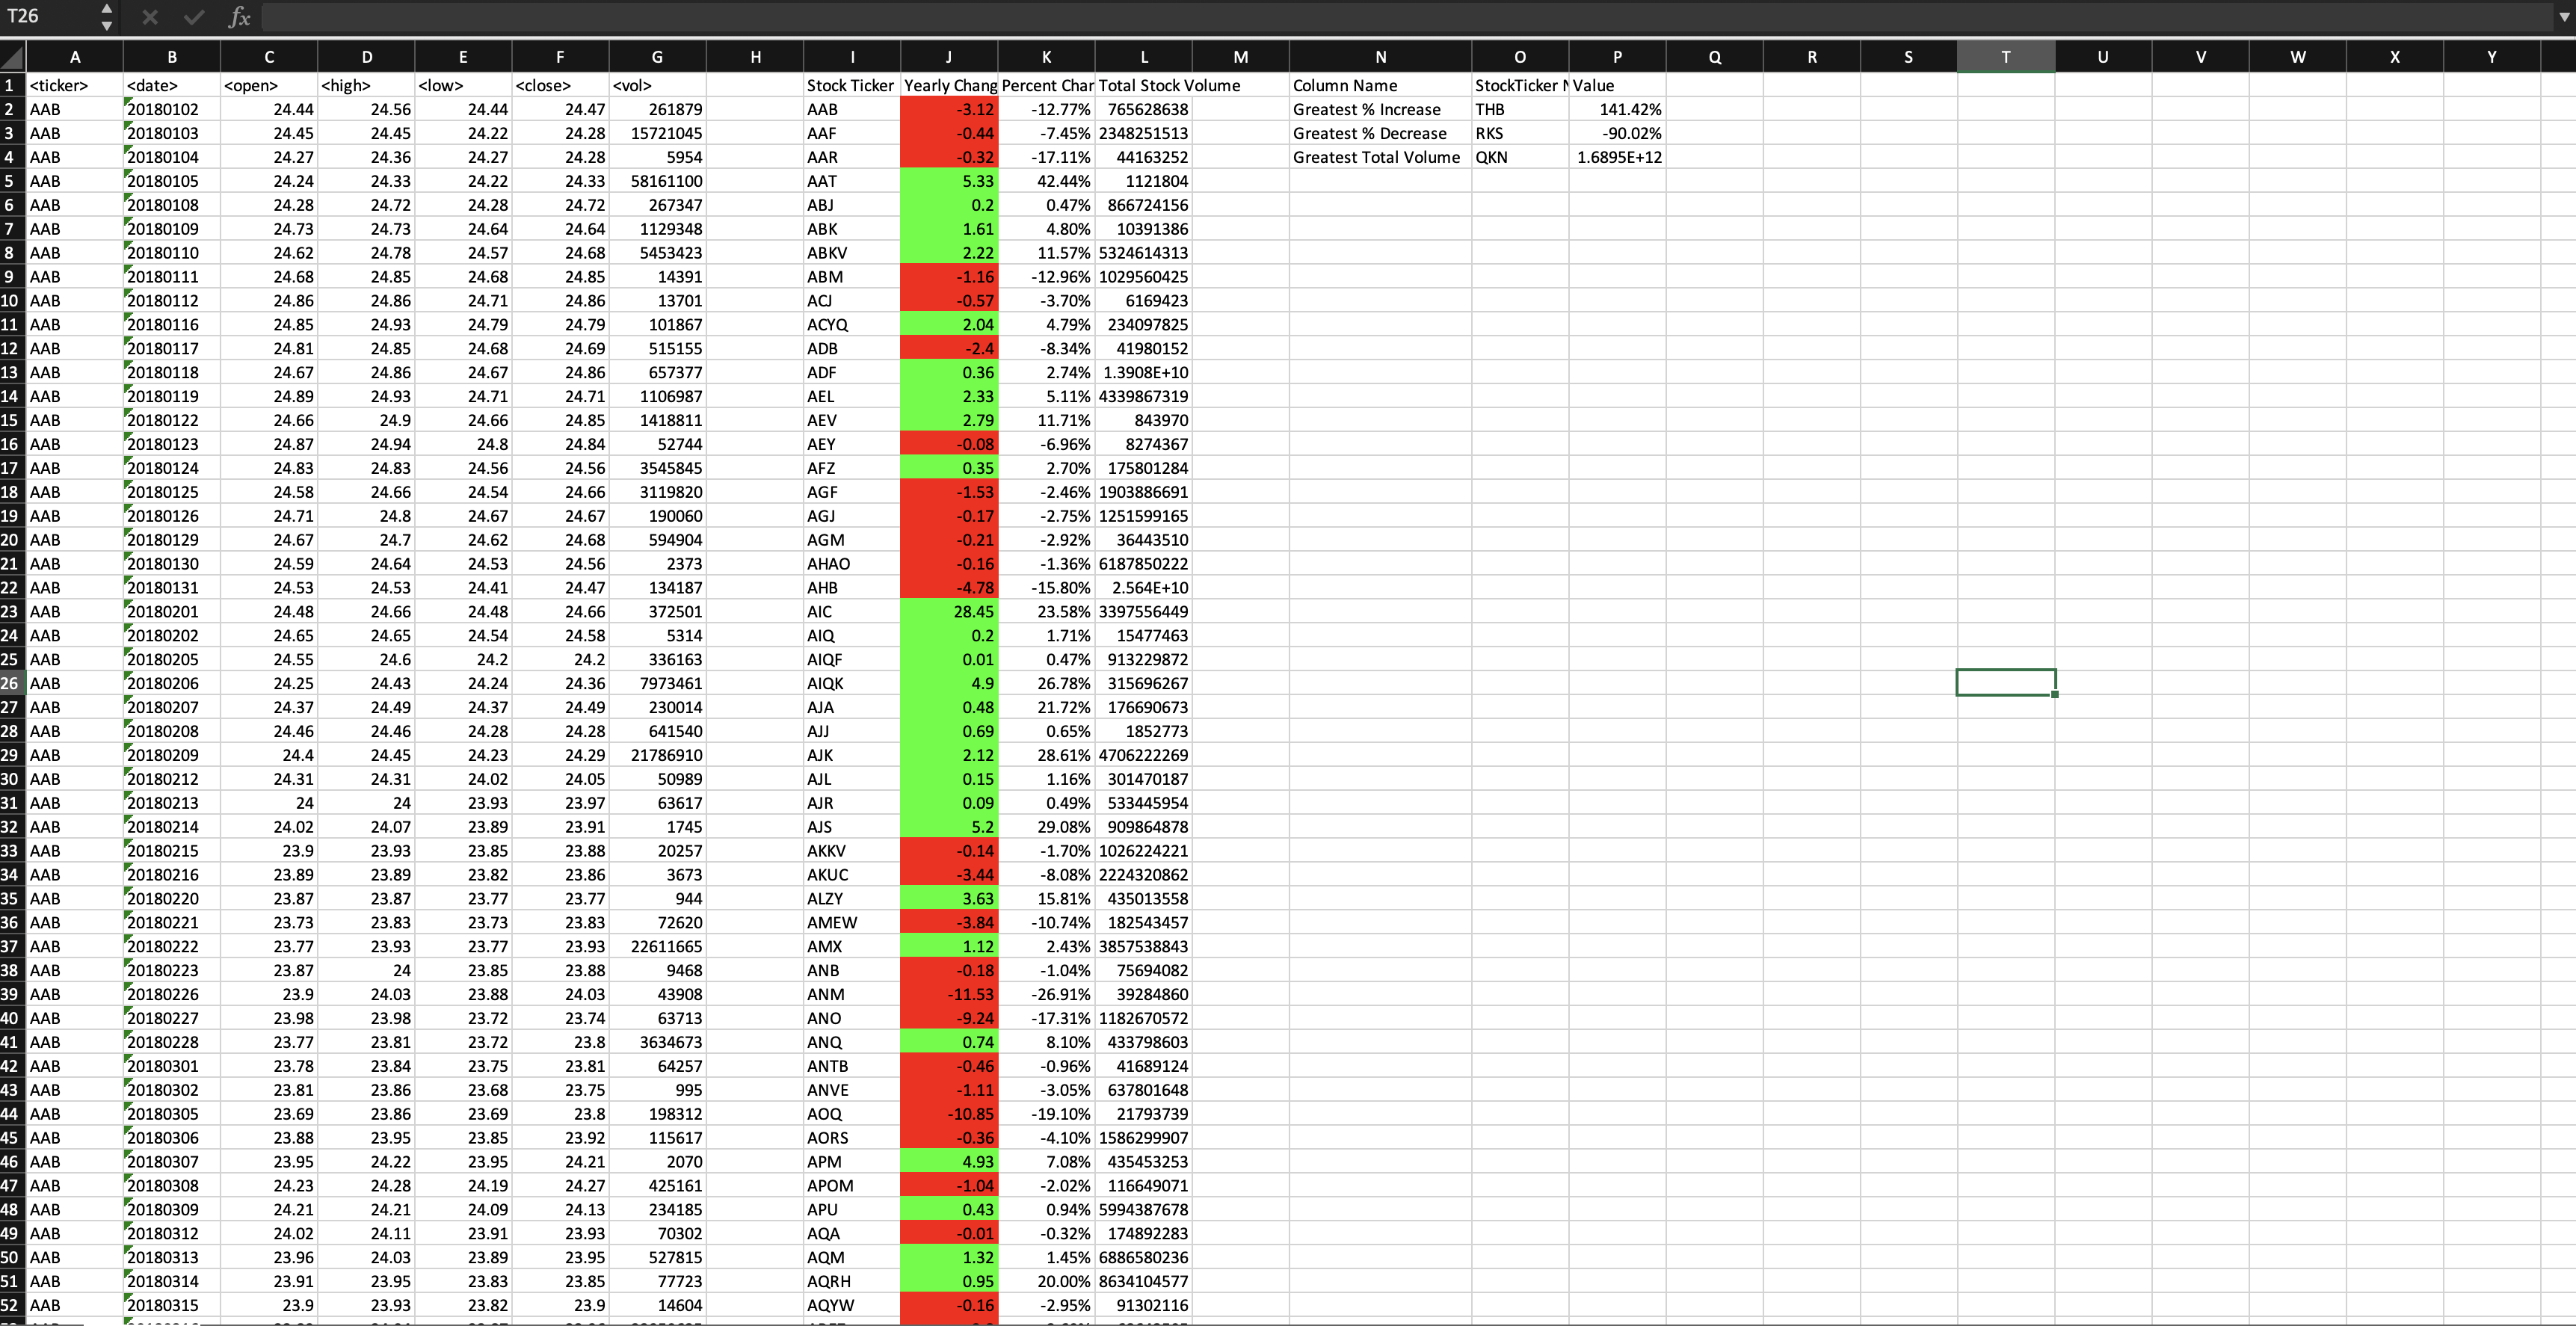 T26 fx
A B C D E F G H I J K L M N O P Q R S T U V W X Y
1 <ticker> <date> <open> <high> <low> <close> <vol> Stock Ticker Yearly Chang Percent Char Total Stock Volume Column Name StockTicker N Value
2 AAB 20180102 24.44 24.56 24.44 24.47 261879 AAB -3.12 -12.77% 765628638 Greatest % Increase THB 141.42%
3 AAB 20180103 24.45 24.45 24.22 24.28 15721045 AAF -0.44 -7.45% 2348251513 Greatest % Decrease RKS -90.02%
4 AAB 20180104 24.27 24.36 24.27 24.28 5954 AAR -0.32 -17.11% 44163252 Greatest Total Volume QKN 1.6895E+12
5 AAB 20180105 24.24 24.33 24.22 24.33 58161100 AAT 5.33 42.44% 1121804
6 AAB 20180108 24.28 24.72 24.28 24.72 267347 ABJ 0.2 0.47% 866724156
7 AAB 20180109 24.73 24.73 24.64 24.64 1129348 ABK 1.61 4.80% 10391386
8 AAB 20180110 24.62 24.78 24.57 24.68 5453423 ABKV 2.22 11.57% 5324614313
9 AAB 20180111 24.68 24.85 24.68 24.85 14391 ABM -1.16 -12.96% 1029560425
10 AAB 20180112 24.86 24.86 24.71 24.86 13701 ACJ -0.57 -3.70% 6169423
11 AAB 20180116 24.85 24.93 24.79 24.79 101867 ACYQ 2.04 4.79% 234097825
12 AAB 20180117 24.81 24.85 24.68 24.69 515155 ADB -2.4 -8.34% 41980152
13 AAB 20180118 24.67 24.86 24.67 24.86 657377 ADF 0.36 2.74% 1.3908E+10
14 AAB 20180119 24.89 24.93 24.71 24.71 1106987 AEL 2.33 5.11% 4339867319
15 AAB 20180122 24.66 24.9 24.66 24.85 1418811 AEV 2.79 11.71% 843970
16 AAB 20180123 24.87 24.94 24.8 24.84 52744 AEY -0.08 -6.96% 8274367
17 AAB 20180124 24.83 24.83 24.56 24.56 3545845 AFZ 0.35 2.70% 175801284
18 AAB 20180125 24.58 24.66 24.54 24.66 3119820 AGF -1.53 -2.46% 1903886691
19 AAB 20180126 24.71 24.8 24.67 24.67 190060 AGJ -0.17 -2.75% 1251599165
20 AAB 20180129 24.67 24.7 24.62 24.68 594904 AGM -0.21 -2.92% 36443510
21 AAB 20180130 24.59 24.64 24.53 24.56 2373 AHAO -0.16 -1.36% 6187850222
22 AAB 20180131 24.53 24.53 24.41 24.47 134187 AHB -4.78 -15.80% 2.564E+10
23 AAB 20180201 24.48 24.66 24.48 24.66 372501 AIC 28.45 23.58% 3397556449
24 AAB 20180202 24.65 24.65 24.54 24.58 5314 AIQ 0.2 1.71% 15477463
25 AAB 20180205 24.55 24.6 24.2 24.2 336163 AIQF 0.01 0.47% 913229872
26 AAB 20180206 24.25 24.43 24.24 24.36 7973461 AIQK 4.9 26.78% 315696267
27 AAB 20180207 24.37 24.49 24.37 24.49 230014 AJA 0.48 21.72% 176690673
28 AAB 20180208 24.46 24.46 24.28 24.28 641540 AJJ 0.69 0.65% 1852773
29 AAB 20180209 24.4 24.45 24.23 24.29 21786910 AJK 2.12 28.61% 4706222269
30 AAB 20180212 24.31 24.31 24.02 24.05 50989 AJL 0.15 1.16% 301470187
31 AAB 20180213 24 24 23.93 23.97 63617 AJR 0.09 0.49% 533445954
32 AAB 20180214 24.02 24.07 23.89 23.91 1745 AJS 5.2 29.08% 909864878
33 AAB 20180215 23.9 23.93 23.85 23.88 20257 AKKV -0.14 -1.70% 1026224221
34 AAB 20180216 23.89 23.89 23.82 23.86 3673 AKUC -3.44 -8.08% 2224320862
35 AAB 20180220 23.87 23.87 23.77 23.77 944 ALZY 3.63 15.81% 435013558
36 AAB 20180221 23.73 23.83 23.73 23.83 72620 AMEW -3.84 -10.74% 182543457
37 AAB 20180222 23.77 23.93 23.77 23.93 22611665 AMX 1.12 2.43% 3857538843
38 AAB 20180223 23.87 24 23.85 23.88 9468 ANB -0.18 -1.04% 75694082
39 AAB 20180226 23.9 24.03 23.88 24.03 43908 ANM -11.53 -26.91% 39284860
40 AAB 20180227 23.98 23.98 23.72 23.74 63713 ANO -9.24 -17.31% 1182670572
41 AAB 20180228 23.77 23.81 23.72 23.8 3634673 ANQ 0.74 8.10% 433798603
42 AAB 20180301 23.78 23.84 23.75 23.81 64257 ANTB -0.46 -0.96% 41689124
43 AAB 20180302 23.81 23.86 23.68 23.75 995 ANVE -1.11 -3.05% 637801648
44 AAB 20180305 23.69 23.86 23.69 23.8 198312 AOQ -10.85 -19.10% 21793739
45 AAB 20180306 23.88 23.95 23.85 23.92 115617 AORS -0.36 -4.10% 1586299907
46 AAB 20180307 23.95 24.22 23.95 24.21 2070 APM 4.93 7.08% 435453253
47 AAB 20180308 24.23 24.28 24.19 24.27 425161 APOM -1.04 -2.02% 116649071
48 AAB 20180309 24.21 24.21 24.09 24.13 234185 APU 0.43 0.94% 5994387678
49 AAB 20180312 24.02 24.11 23.91 23.93 70302 AQA -0.01 -0.32% 174892283
50 AAB 20180313 23.96 24.03 23.89 23.95 527815 AQM 1.32 1.45% 6886580236
51 AAB 20180314 23.91 23.95 23.83 23.85 77723 AQRH 0.95 20.00% 8634104577
52 AAB 20180315 23.9 23.93 23.82 23.9 14604 AQYW -0.16 -2.95% 91302116